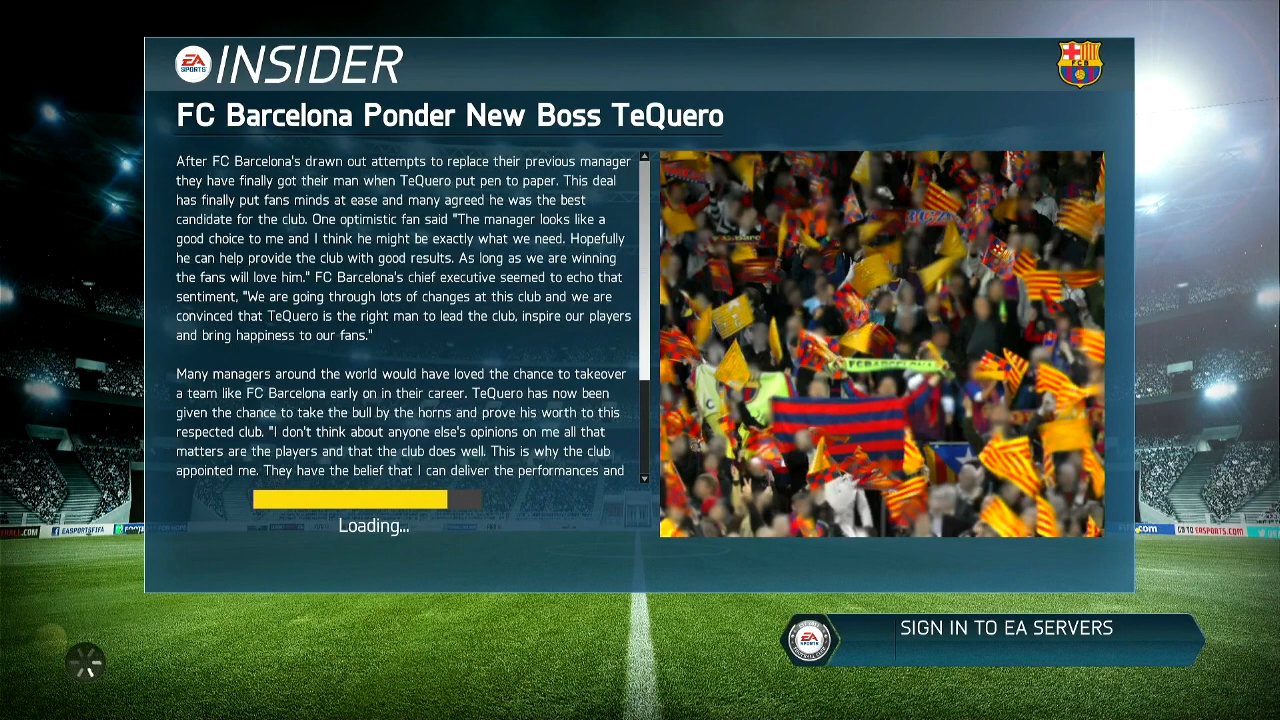 EA SPORTS INSIDER
FCB
FC Barcelona Ponder New Boss TeQuero
After FC Barcelona's drawn out attempts to replace their previous manager
they have finally got their man when TeQuero put pen to paper. This deal
has finally put fans minds at ease and many agreed he was the best
candidate for the club. One optimistic fan said "The manager looks like a
good choice to me and I think he might be exactly what we need. Hopefully
he can help provide the club with good results. As long as we are winning
the fans will love him." FC Barcelona's chief executive seemed to echo that
sentiment, "We are going through lots of changes at this club and we are
convinced that TeQuero is the right man to lead the club, inspire our players
and bring happiness to our fans."
Many managers around the world would have loved the chance to takeover
a team like FC Barcelona early on in their career. TeQuero has now been
given the chance to take the bull by the horns and prove his worth to this
respected club. "I don't think about anyone else's opinions on me all that
matters are the players and that the club does well. This is why the club
appointed me. They have the belief that I can deliver the performances and
FCBARCELONA
Loading...
EASPORTSFIFA
GO TO EASPORTS.COM
EA SPORTS
SIGN IN TO EA SERVERS